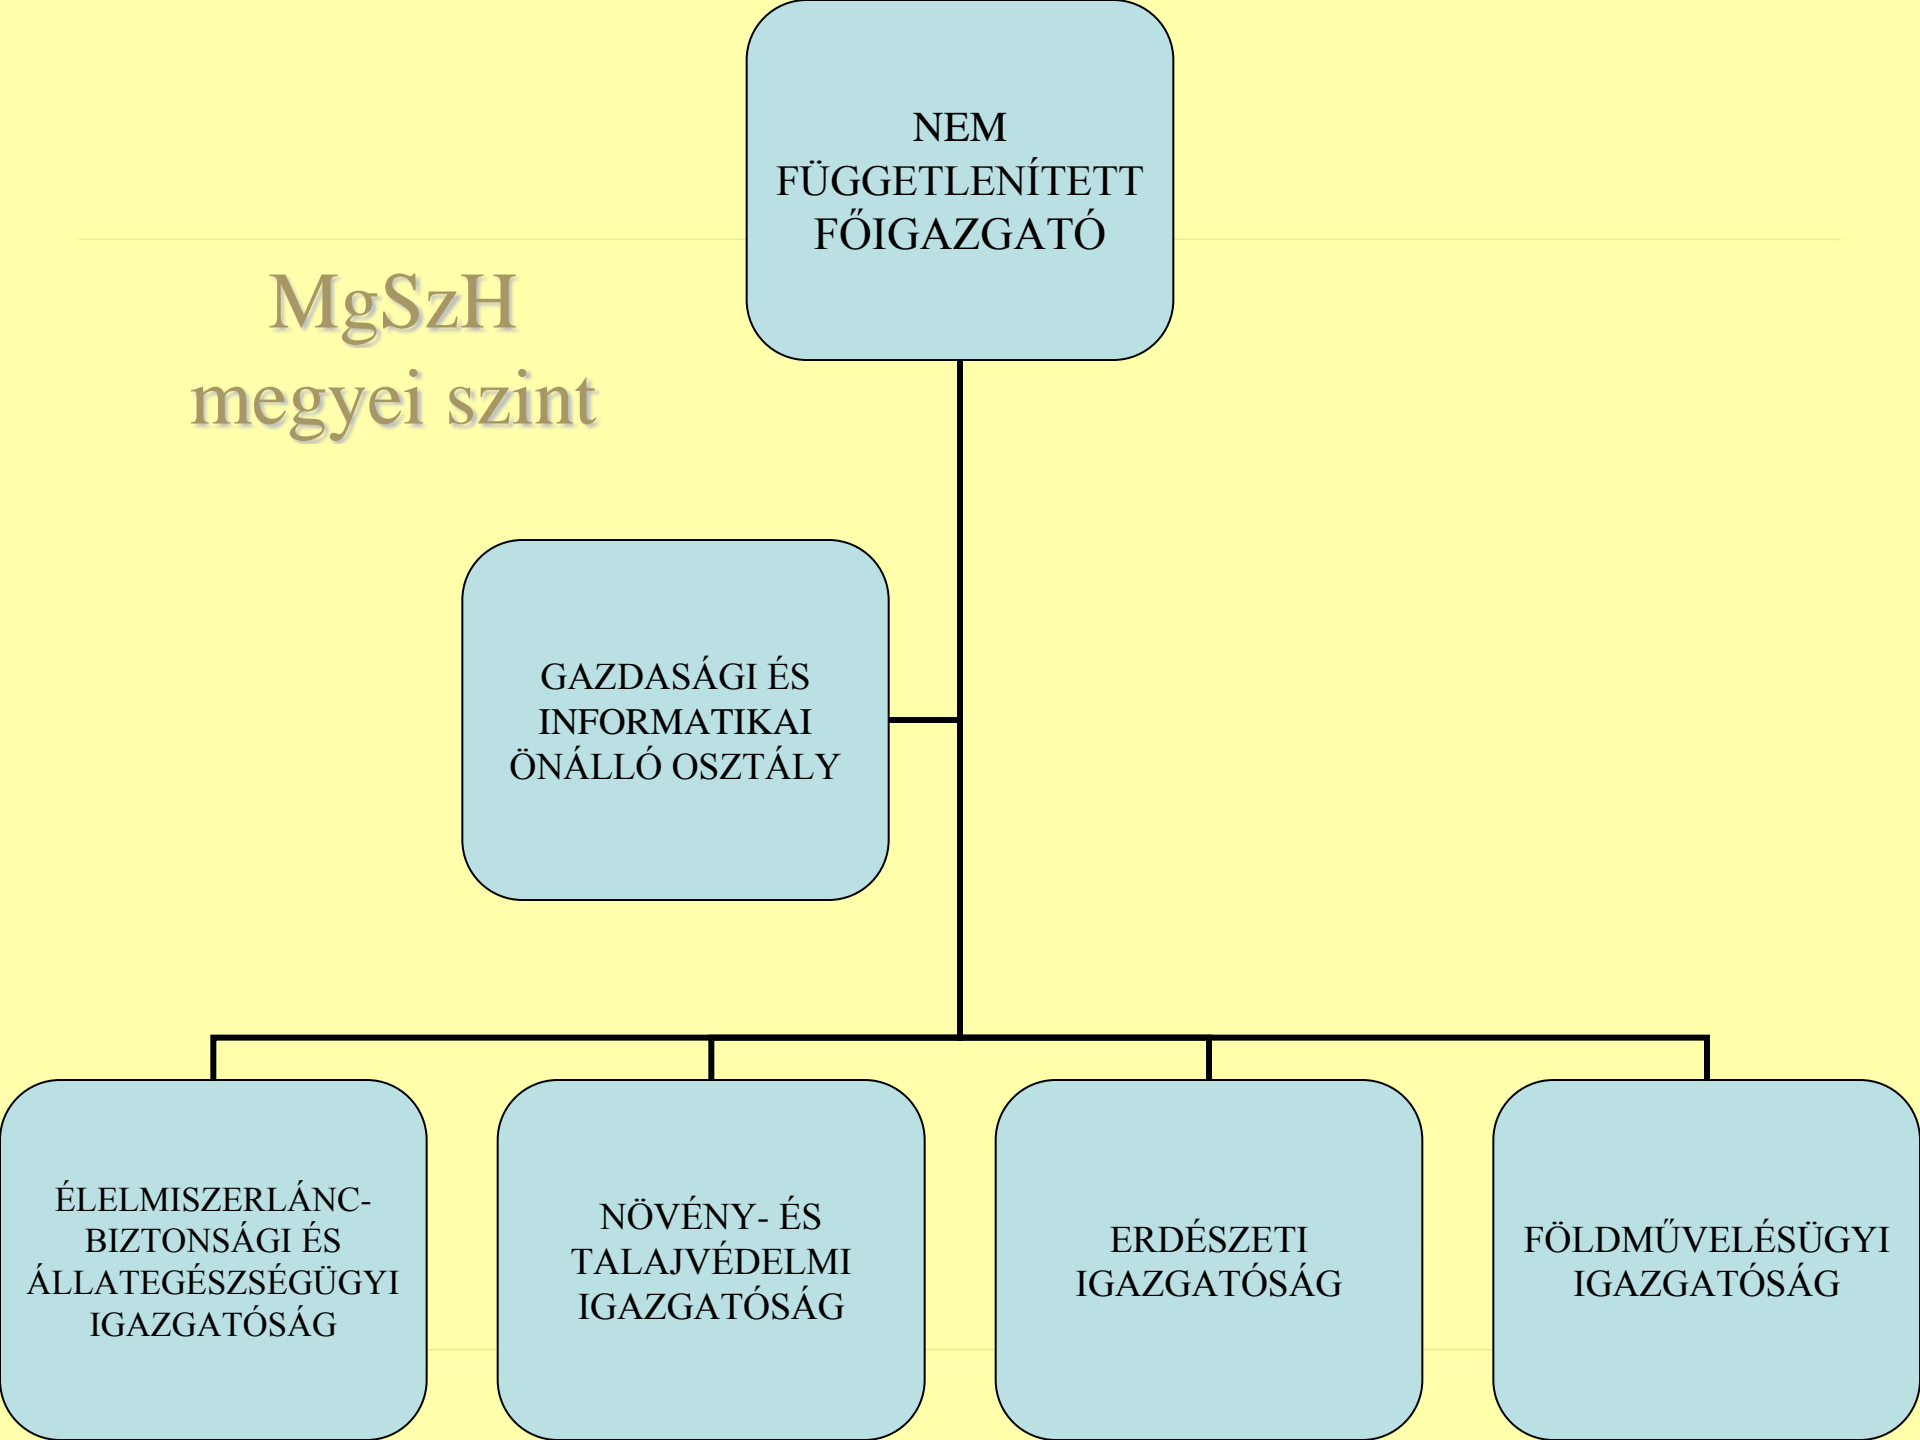 NEM
FÜGGETLENÍTETT
FŐIGAZGATÓ
MgSzH
megyei szint
GAZDASÁGI ÉS
INFORMATIKAI
ÖNÁLLÓ OSZTÁLY
ÉLELMISZERLÁNC-
BIZTONSÁGI ÉS
ÁLLATEGÉSZSÉGÜGYI
IGAZGATÓSÁG
NÖVÉNY- ÉS
TALAJVÉDELMI
IGAZGATÓSÁG
ERDÉSZETI
IGAZGATÓSÁG
FÖLDMŰVELÉSÜGYI
IGAZGATÓSÁG